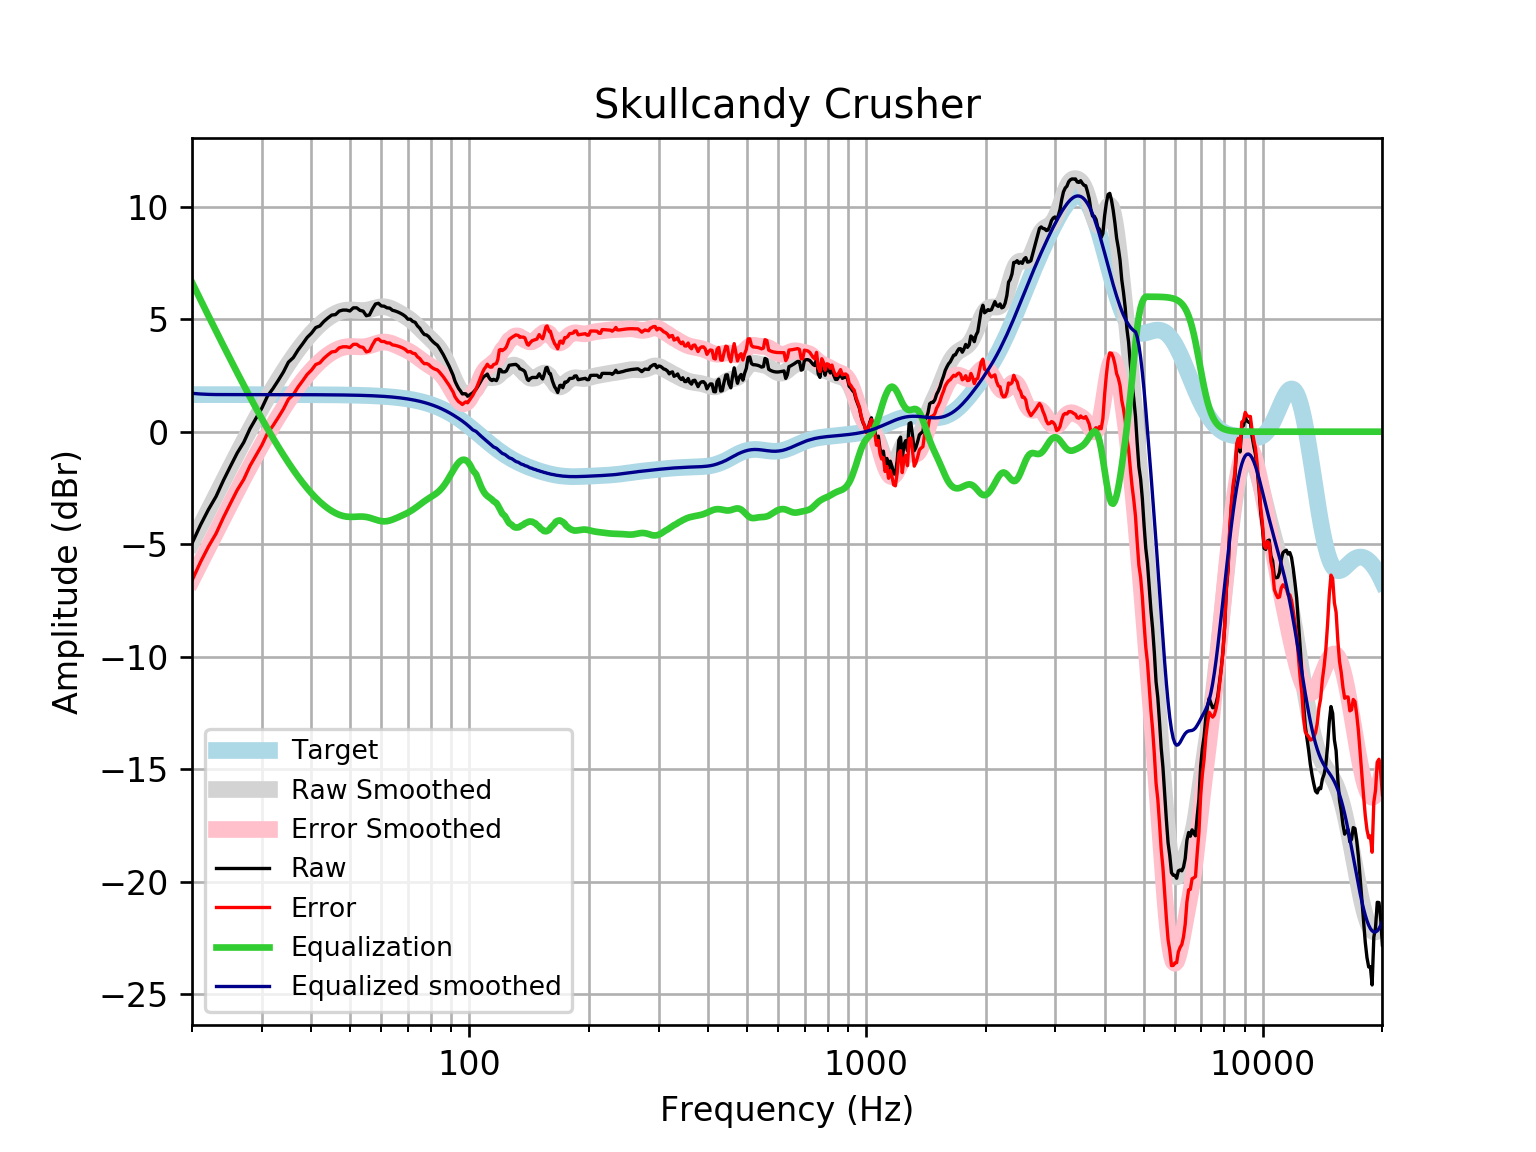 Skullcandy Crusher
Amplitude (dBr)
10
5
0
−5
−10
−15
−20
−25
Target
Raw Smoothed
Error Smoothed
Raw
Error
Equalization
Equalized smoothed
100 1000 10000
Frequency (Hz)